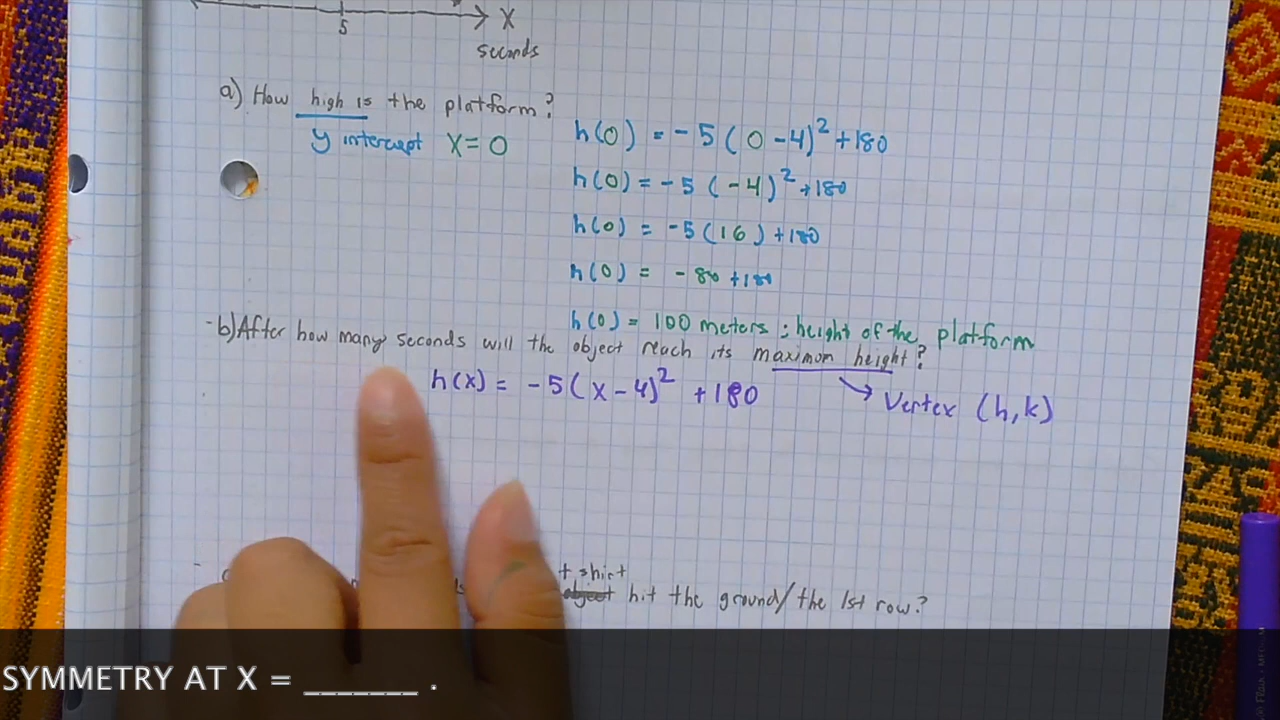 5
X
seconds
a) How high is the platform?
y intercept X = 0
h(0) = -5(0-4)² +180
h(0) = -5(-4)² +180
h(0) = -5(16) +180
h(0) = -80 +180
h(0) = 100 meters : height of the platform
-b) After how many seconds will the object reach its maximum height?
h(x) = -5(x-4)² +180
→ Vertex (h,k)
t shirt
object hit the ground/the 1st row?
SYMMETRY AT X = _______ .